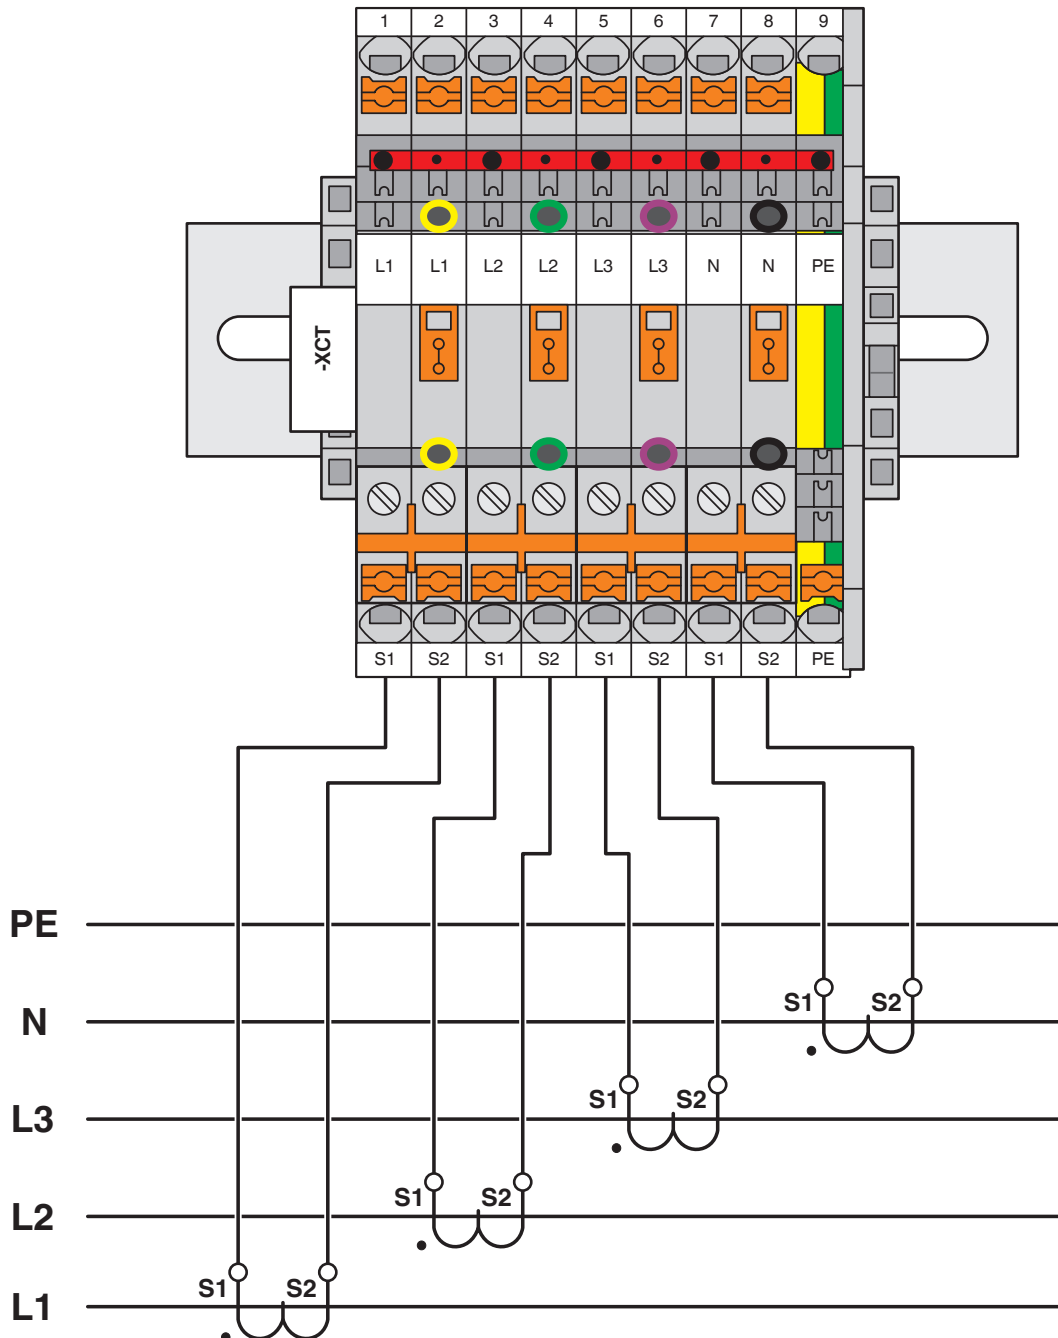 1 2 3 4 5 6 7 8 9
L1 L1 L2 L2 L3 L3 N N PE
-XCT
S1 S2 S1 S2 S1 S2 S1 S2 PE
PE
S1 S2
N
S1 S2
L3
S1 S2
L2
S1 S2
L1